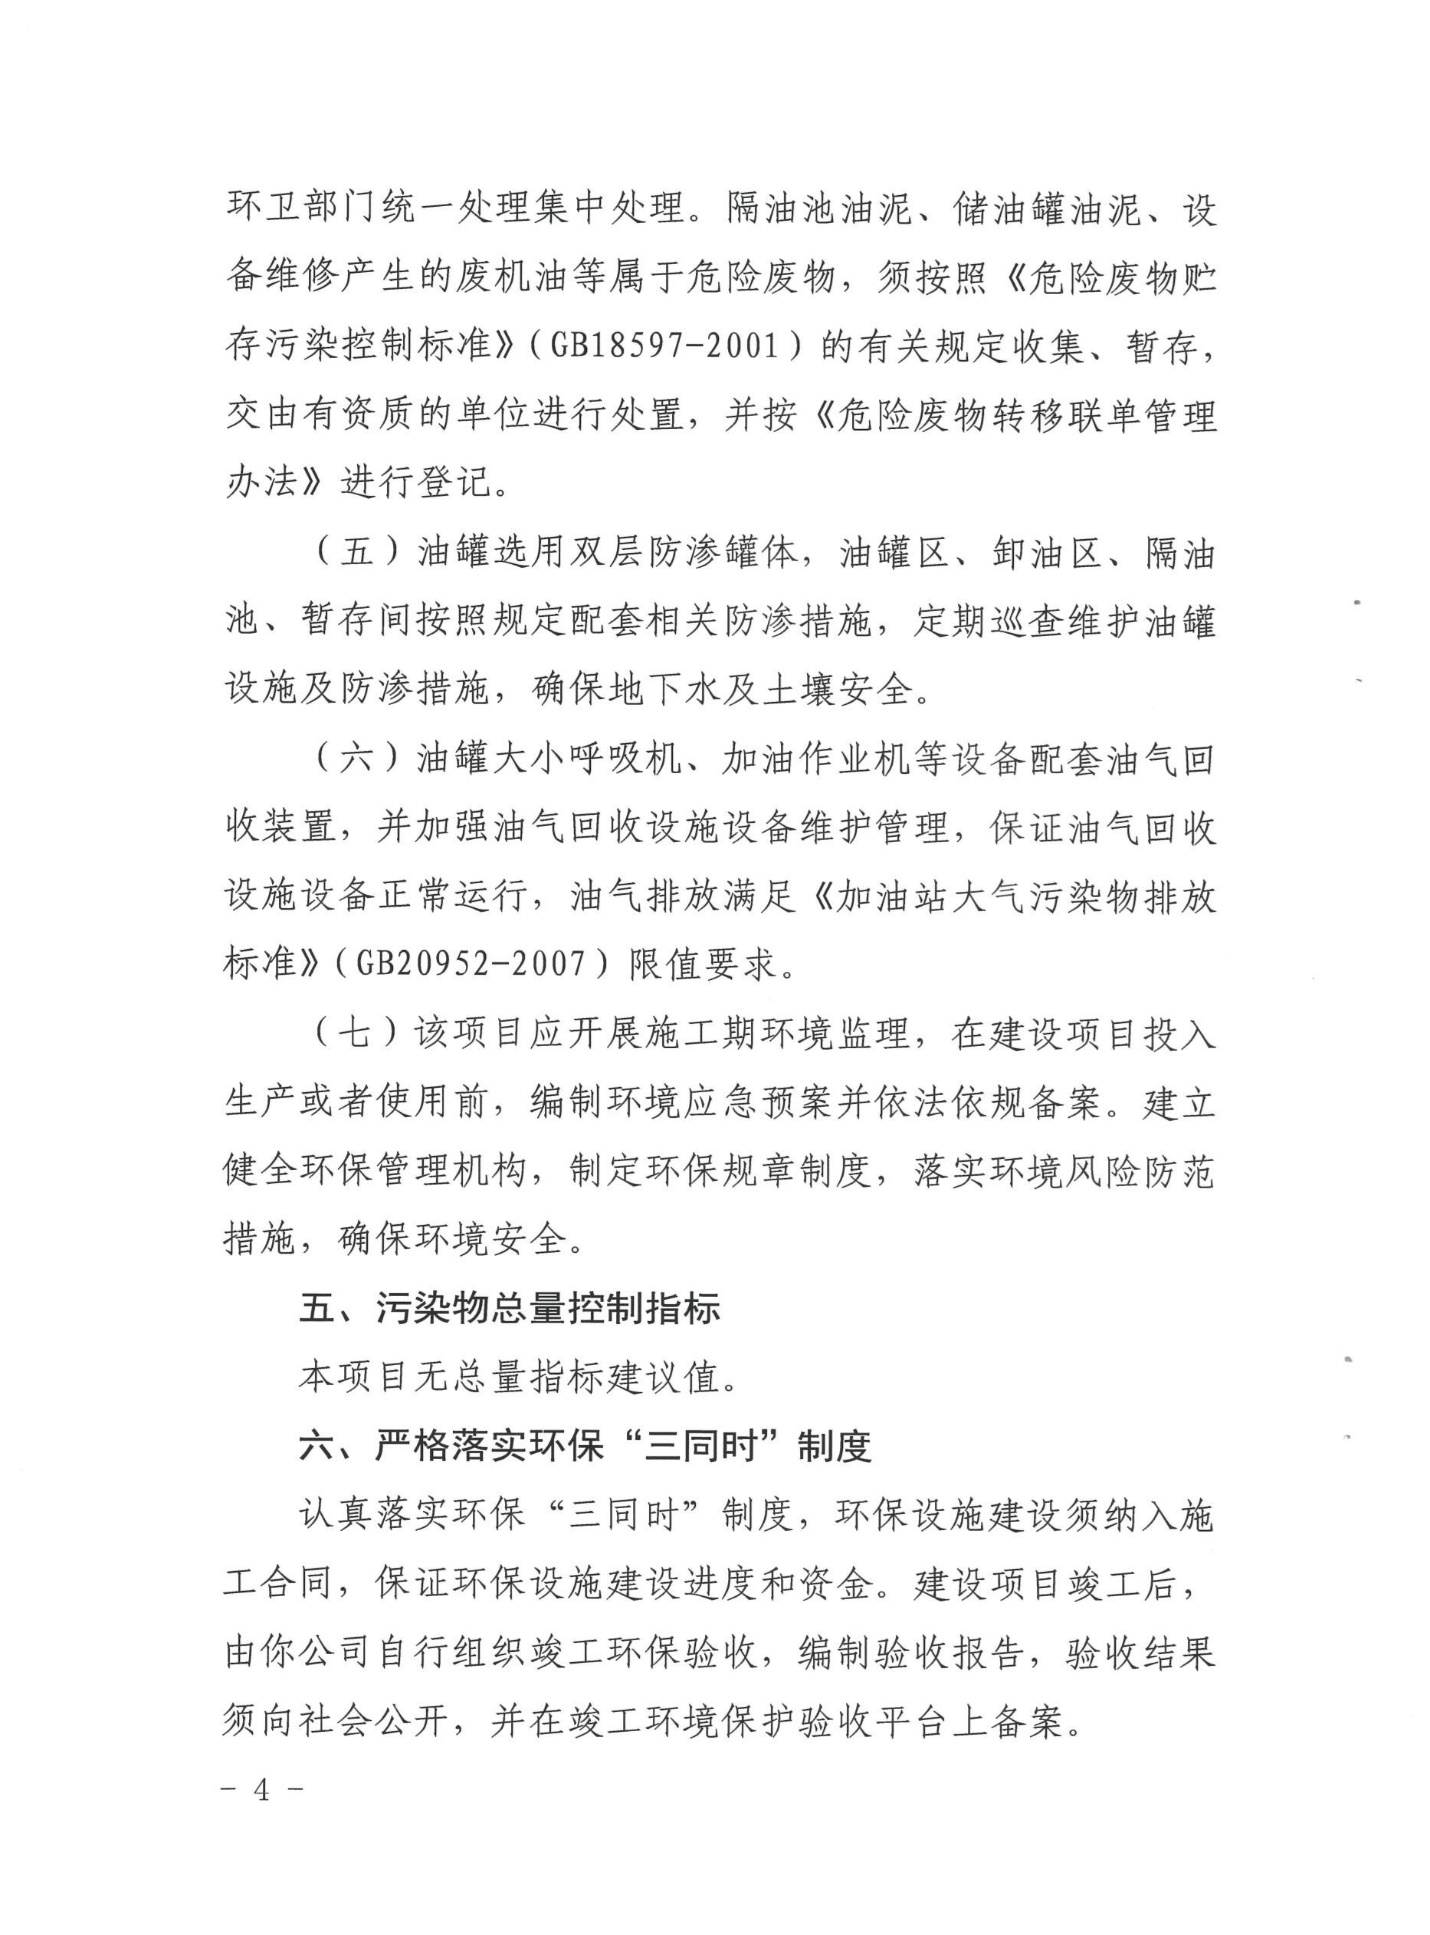 环卫部门统一处理集中处理。隔油池油泥、储油罐油泥、设
备维修产生的废机油等属于危险废物，须按照《危险废物贮
存污染控制标准》（GB18597-2001）的有关规定收集、暂存，
交由有资质的单位进行处置，并按《危险废物转移联单管理
办法》进行登记。
（五）油罐选用双层防渗罐体，油罐区、卸油区、隔油
池、暂存间按照规定配套相关防渗措施，定期巡查维护油罐
设施及防渗措施，确保地下水及土壤安全。
（六）油罐大小呼吸机、加油作业机等设备配套油气回
收装置，并加强油气回收设施设备维护管理，保证油气回收
设施设备正常运行，油气排放满足《加油站大气污染物排放
标准》（GB20952-2007）限值要求。
（七）该项目应开展施工期环境监理，在建设项目投入
生产或者使用前，编制环境应急预案并依法依规备案。建立
健全环保管理机构，制定环保规章制度，落实环境风险防范
措施，确保环境安全。
五、污染物总量控制指标
本项目无总量指标建议值。
六、严格落实环保“三同时”制度
认真落实环保“三同时”制度，环保设施建设须纳入施
工合同，保证环保设施建设进度和资金。建设项目竣工后，
由你公司自行组织竣工环保验收，编制验收报告，验收结果
须向社会公开，并在竣工环境保护验收平台上备案。
- 4 -